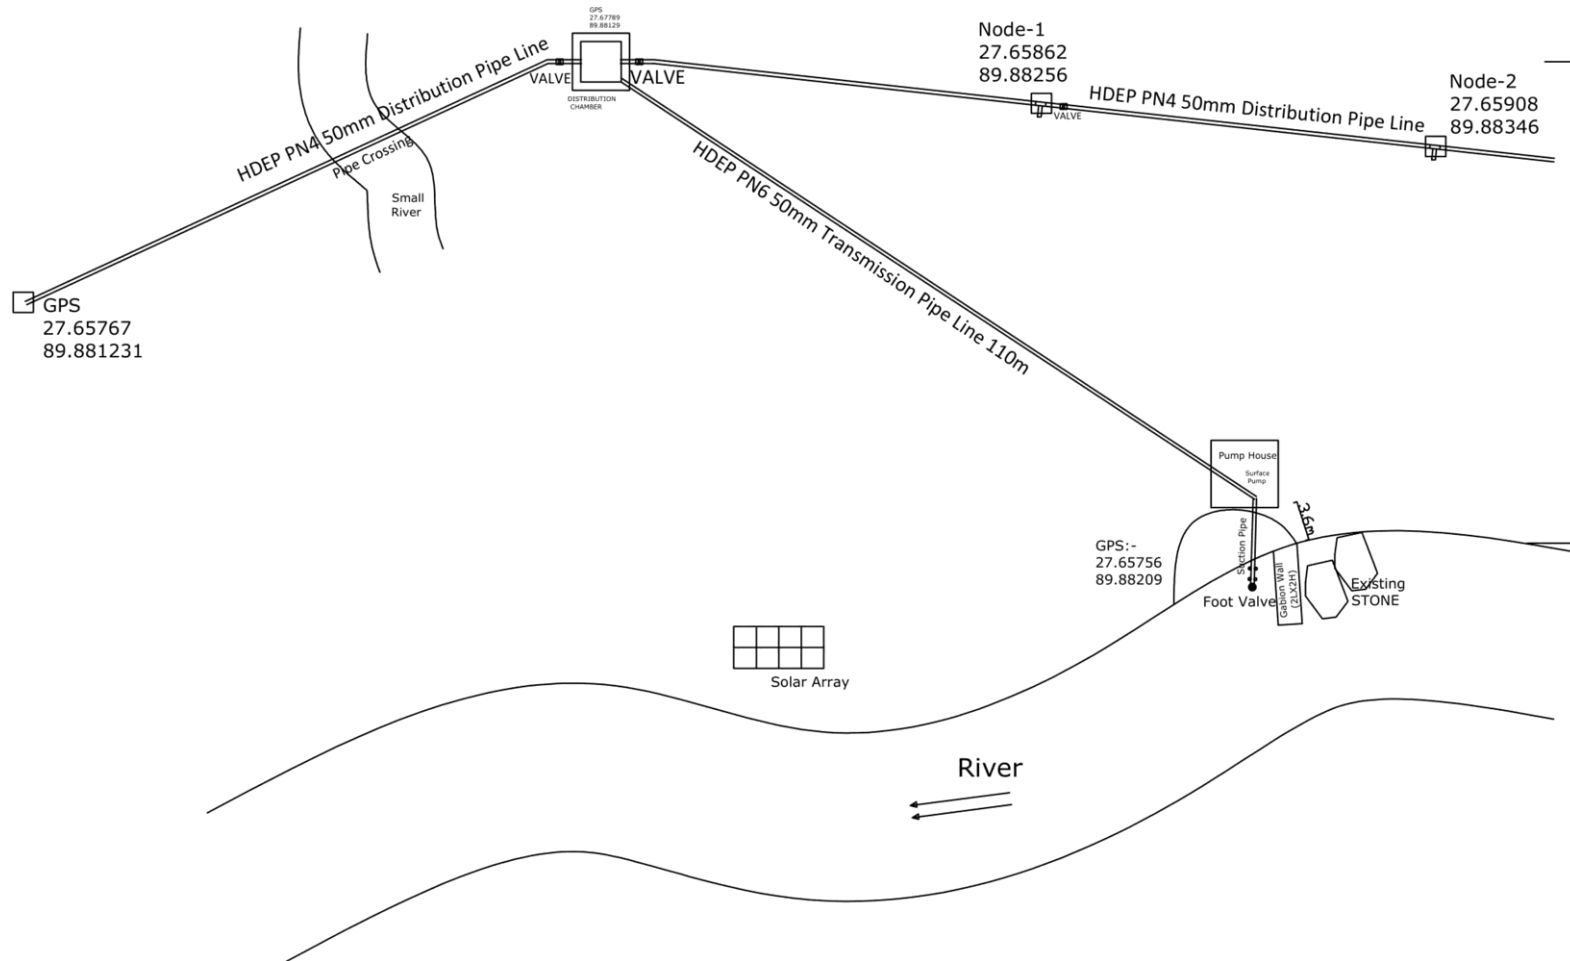 GPS
27.67789
89.88129
Node-1
27.65862
89.88256
Node-2
27.65908
89.88346
HDEP PN4 50mm Distribution Pipe Line
VALVE
VALVE
DISTRIBUTION
CHAMBER
HDEP PN4 50mm Distribution Pipe Line
VALVE
Pipe Crossing
Small
River
HDEP PN6 50mm Transmission Pipe Line 110m
GPS
27.65767
89.881231
Pump House
Surface
Pump
3.6m
Suction Pipe
GPS:-
27.65756
89.88209
Foot Valve
Gabion Wall
(2LX2H)
Existing
STONE
Solar Array
River